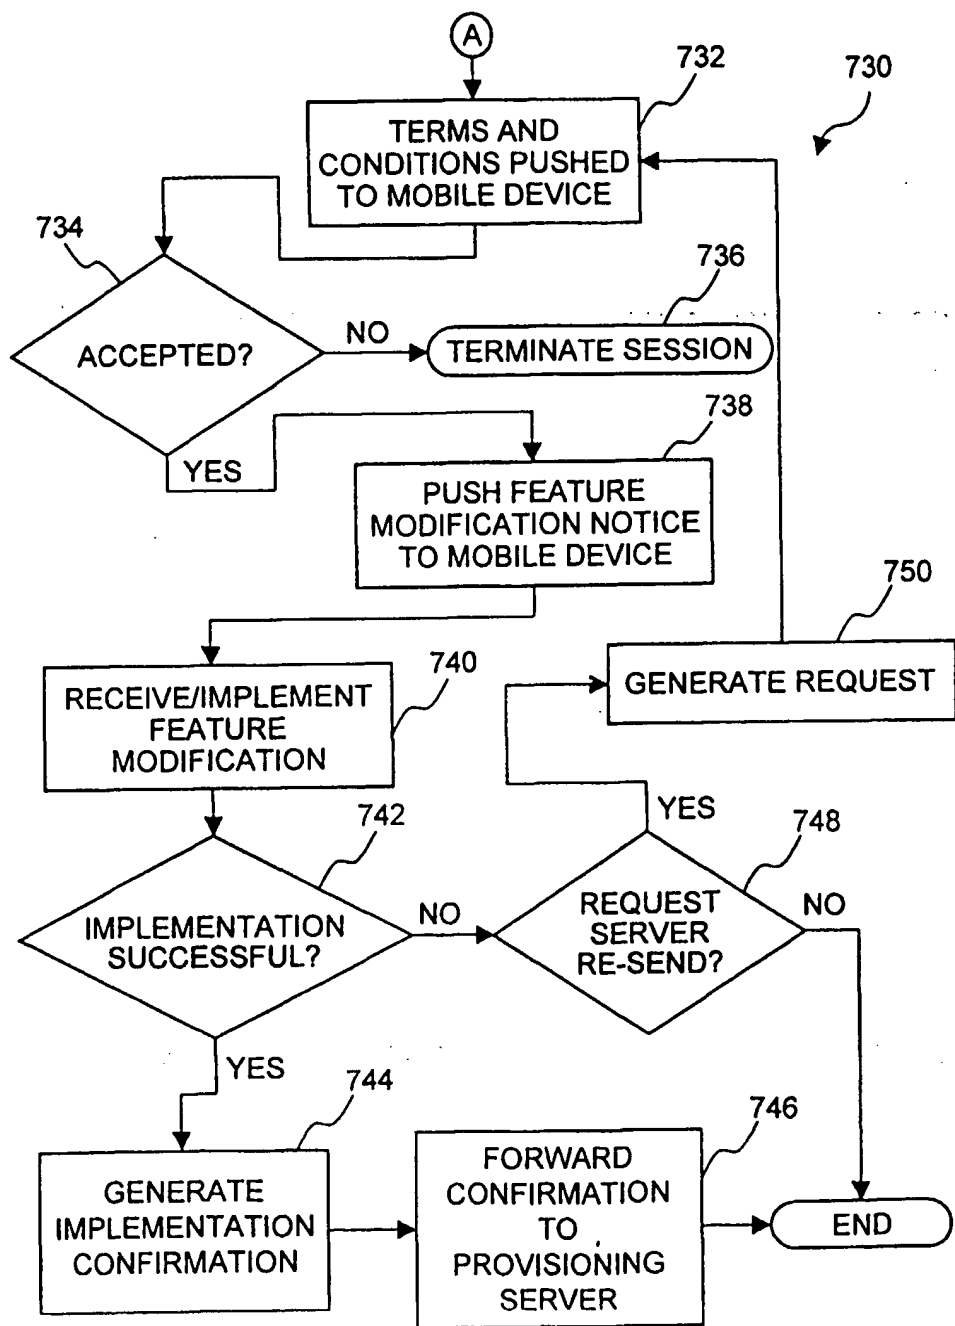 A
732
730
TERMS AND
CONDITIONS PUSHED
TO MOBILE DEVICE
734
736
ACCEPTED?
NO
TERMINATE SESSION
738
YES
PUSH FEATURE
MODIFICATION NOTICE
TO MOBILE DEVICE
750
740
GENERATE REQUEST
RECEIVE/IMPLEMENT
FEATURE
MODIFICATION
742
YES
748
IMPLEMENTATION
SUCCESSFUL?
NO
REQUEST
SERVER
RE-SEND?
NO
YES
744
746
GENERATE
IMPLEMENTATION
CONFIRMATION
FORWARD
CONFIRMATION
TO
PROVISIONING
SERVER
END